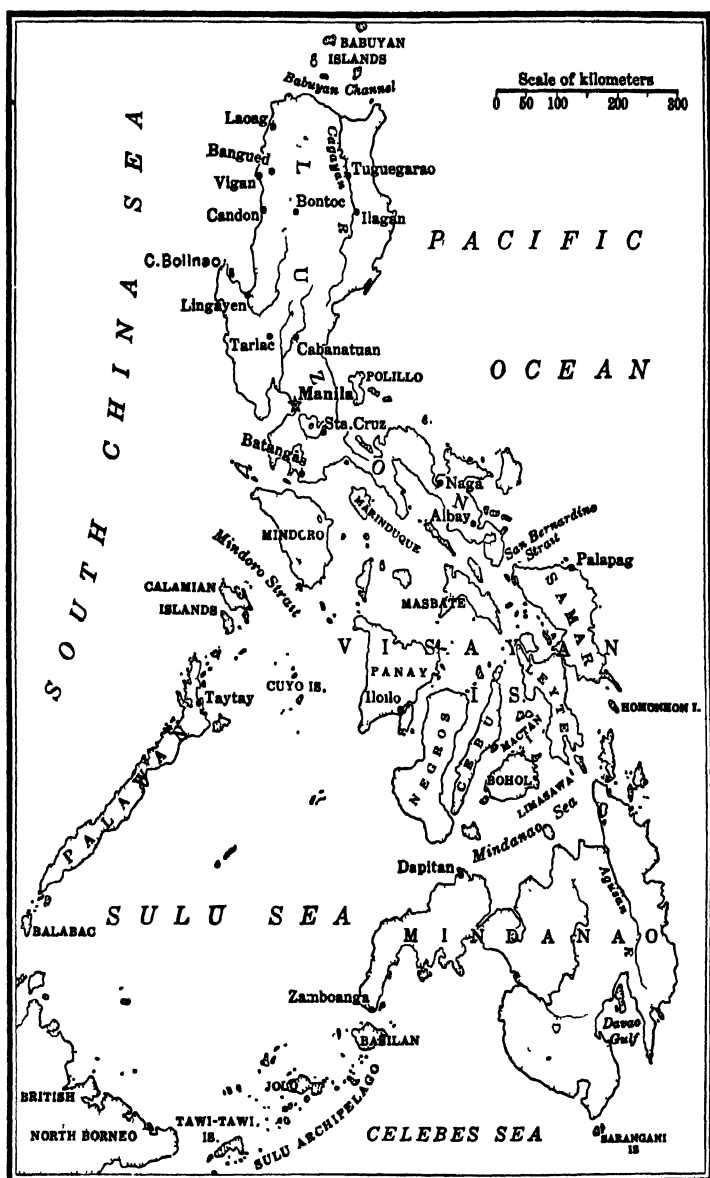 BABUYAN
ISLANDS
Babuyan Channel
Scale of kilometers
0 50 100 200 300
Laoag
Bangued
Vigan
Candon
Bontoc
Cagayan R
Tuguegarao
Ilagan
LUZON
C. Bolinao
Lingayen
Tarlac
Cabanatuan
POLILLO
Manila
Sta. Cruz
Batangas
PACIFIC
OCEAN
SOUTH CHINA SEA
Naga
Albay
MARINDUQUE
MINDORO
Mindoro Strait
San Bernardino
Strait
Palapag
SAMAR
CALAMIAN
ISLANDS
MASBATE
VISAYAN
IS.
PANAY
Iloilo
CUYO IS.
Taytay
PALAWAN
NEGROS
CEBU
MACTAN I
BOHOL
LEYTE
HOMONHON I.
LIMASAWA
Mindanao Sea
Dapitan
Agusan R
BALABAC
SULU SEA
MINDANAO
Zamboanga
BASILAN
Davao
Gulf
JOLO
BRITISH
NORTH BORNEO
TAWI-TAWI
IS.
SULU ARCHIPELAGO
CELEBES SEA
SARANGANI
IS